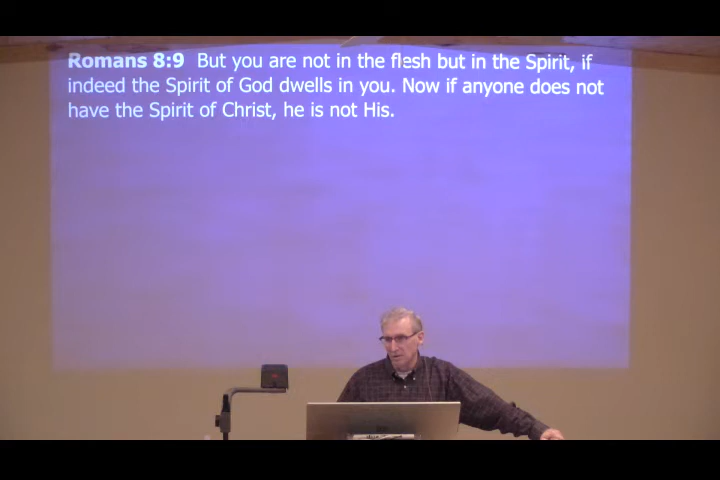 Romans 8:9 But you are not in the flesh but in the Spirit, if
indeed the Spirit of God dwells in you. Now if anyone does not
have the Spirit of Christ, he is not His.